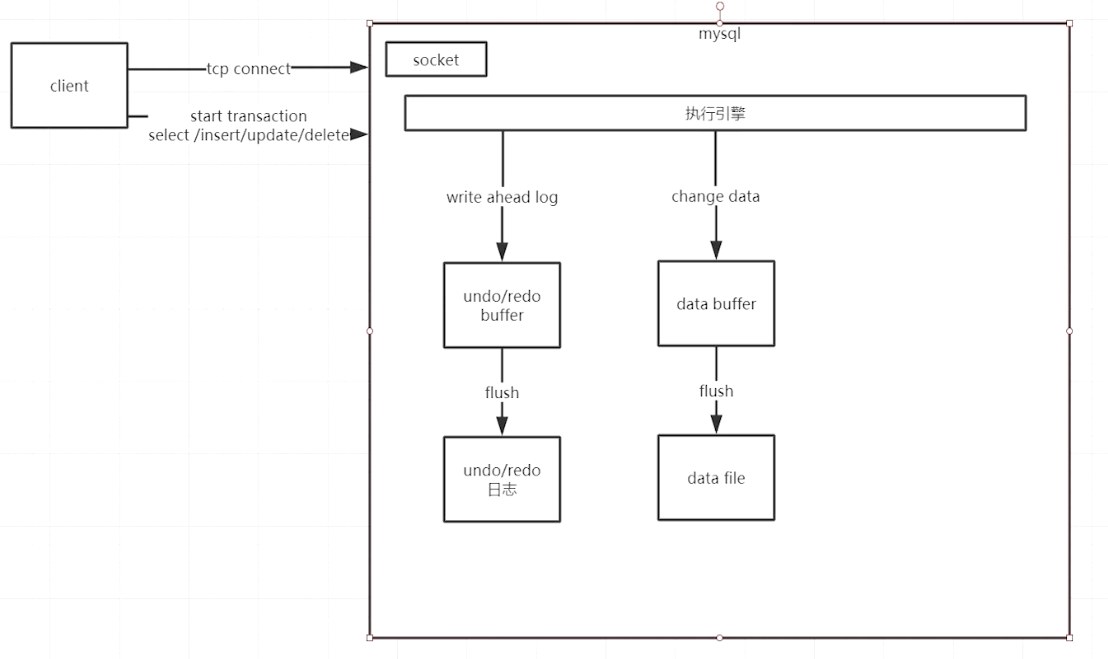 mysql
socket
client
tcp connect
执行引擎
start transaction
select /insert/update/delete
write ahead log
change data
undo/redo
buffer
data buffer
flush
flush
undo/redo
日志
data file